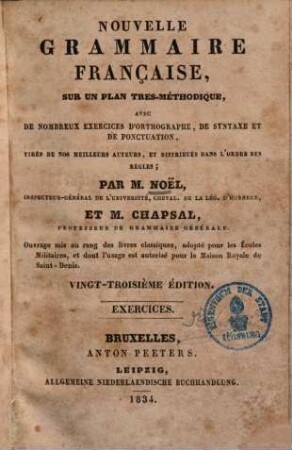 NOUVELLE
GRAMMAIRE
FRANÇAISE,
SUR UN PLAN TRES-MÉTHODIQUE,
AVEC
DE NOMBREUX EXERCICES D'ORTHOGRAPHE, DE SYNTAXE ET
DE PONCTUATION,
TIRÉS DE NOS MEILLEURS AUTEURS, ET DISTRIBUÉS DANS L'ORDRE DES
RÈGLES;
PAR M. NOËL,
INSPECTEUR-GÉNÉRAL DE L'UNIVERSITÉ, CHEVAL. DE LA LÉG. D'HONNEUR,
ET M. CHAPSAL,
PROFESSEUR DE GRAMMAIRE GÉNÉRALE.
Ouvrage mis au rang des livres classiques, adopté pour les Écoles
Militaires, et dont l'usage est autorisé pour la Maison Royale de
Saint-Denis.
VINGT-TROISIÈME ÉDITION.
EXERCICES.
EIGENTHUM DER STADT
BRUXELLES,
ANTON PEETERS.
LEIPZIG,
ALLGEMEINE NIEDERLAENDISCHE BUCHHANDLUNG.
1834.